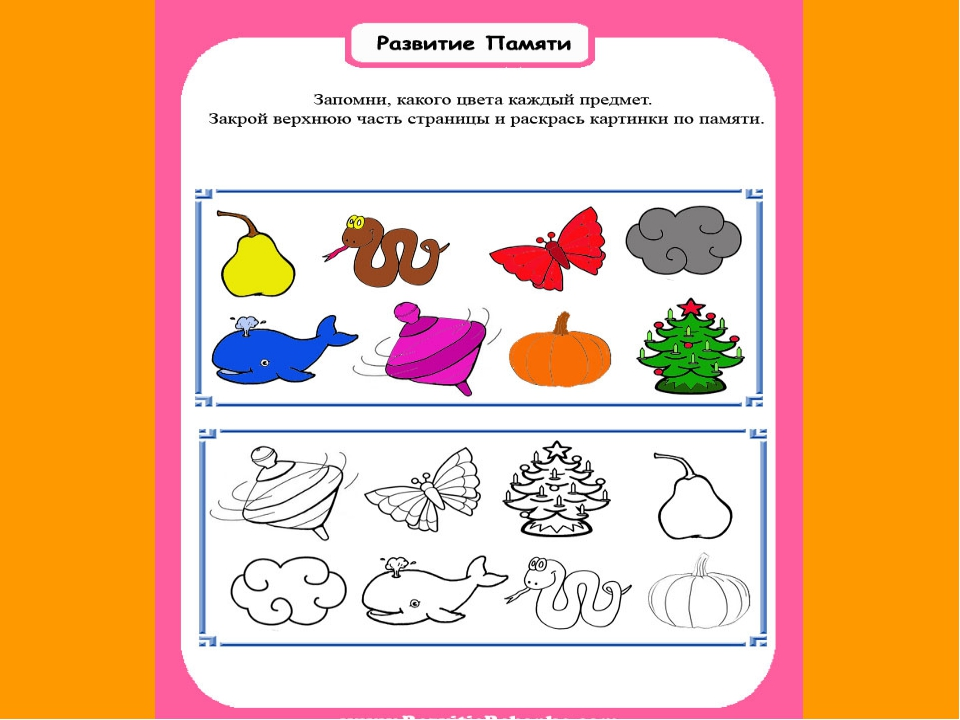 Развитие Памяти
Запомни, какого цвета каждый предмет.
Закрой верхнюю часть страницы и раскрась картинки по памяти.